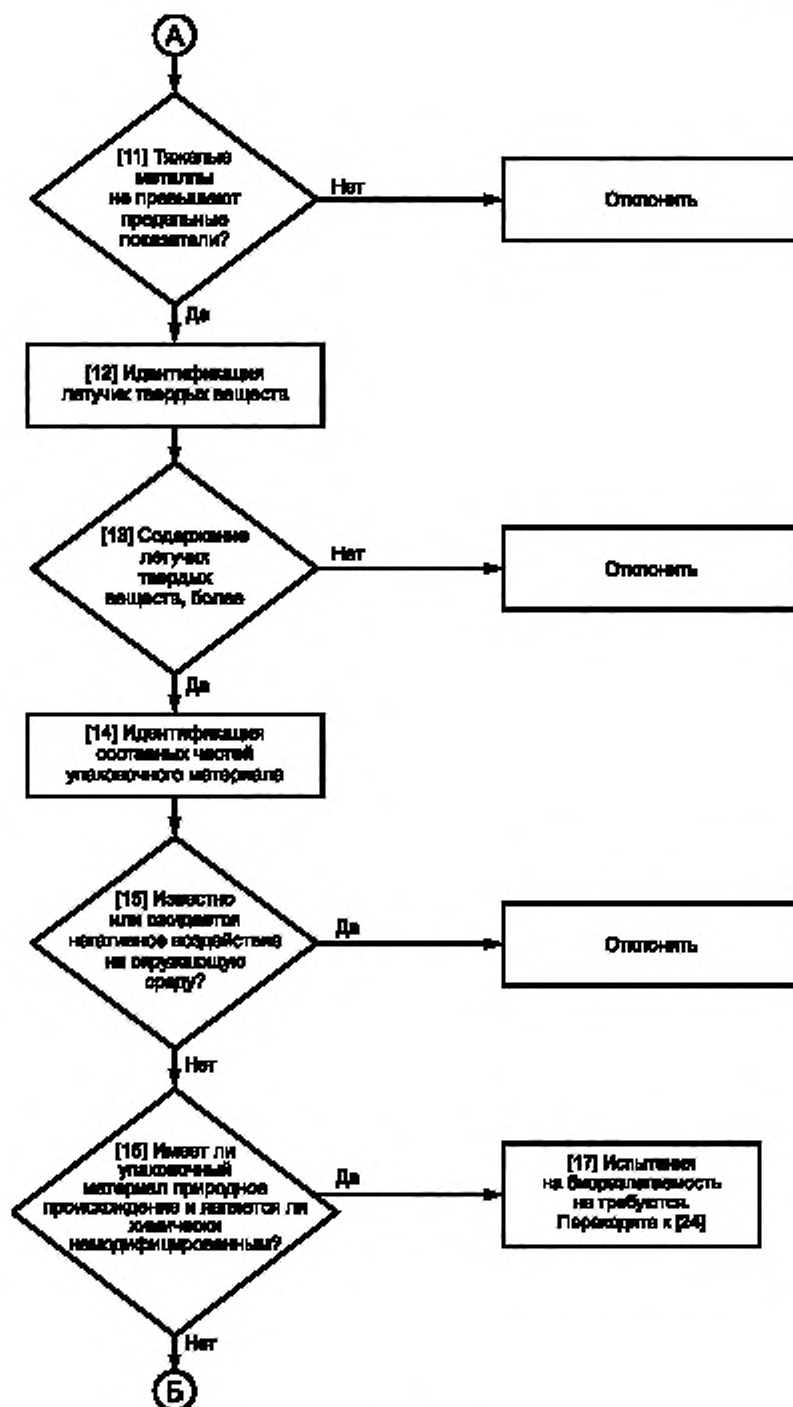 А
[11] Тяжелые
металлы
не превышают
предельные
показатели?
Нет
Отклонить
Да
[12] Идентификация
летучих твердых веществ
[13] Содержание
летучих
твердых
веществ, более
Нет
Отклонить
Да
[14] Идентификация
составных частей
упаковочного материала
[15] Известно
или ожидается
негативное воздействие
на окружающую
среду?
Да
Отклонить
Нет
[16] Имеет ли
упаковочный
материал природное
происхождение и является ли
химически
немодифицированным?
Да
[17] Испытания
на биоразлагаемость
не требуются.
Переходите к [24]
Нет
Б